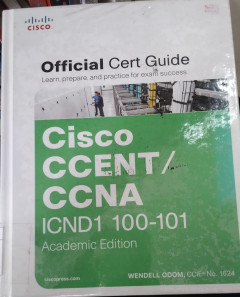 CISCO
Official Cert Guide
Learn, prepare, and practice for exam success
Cisco
CCENT/
CCNA
ICND1 100-101
Academic Edition
ciscopress.com
WENDELL ODOM, CCIE® No. 1624